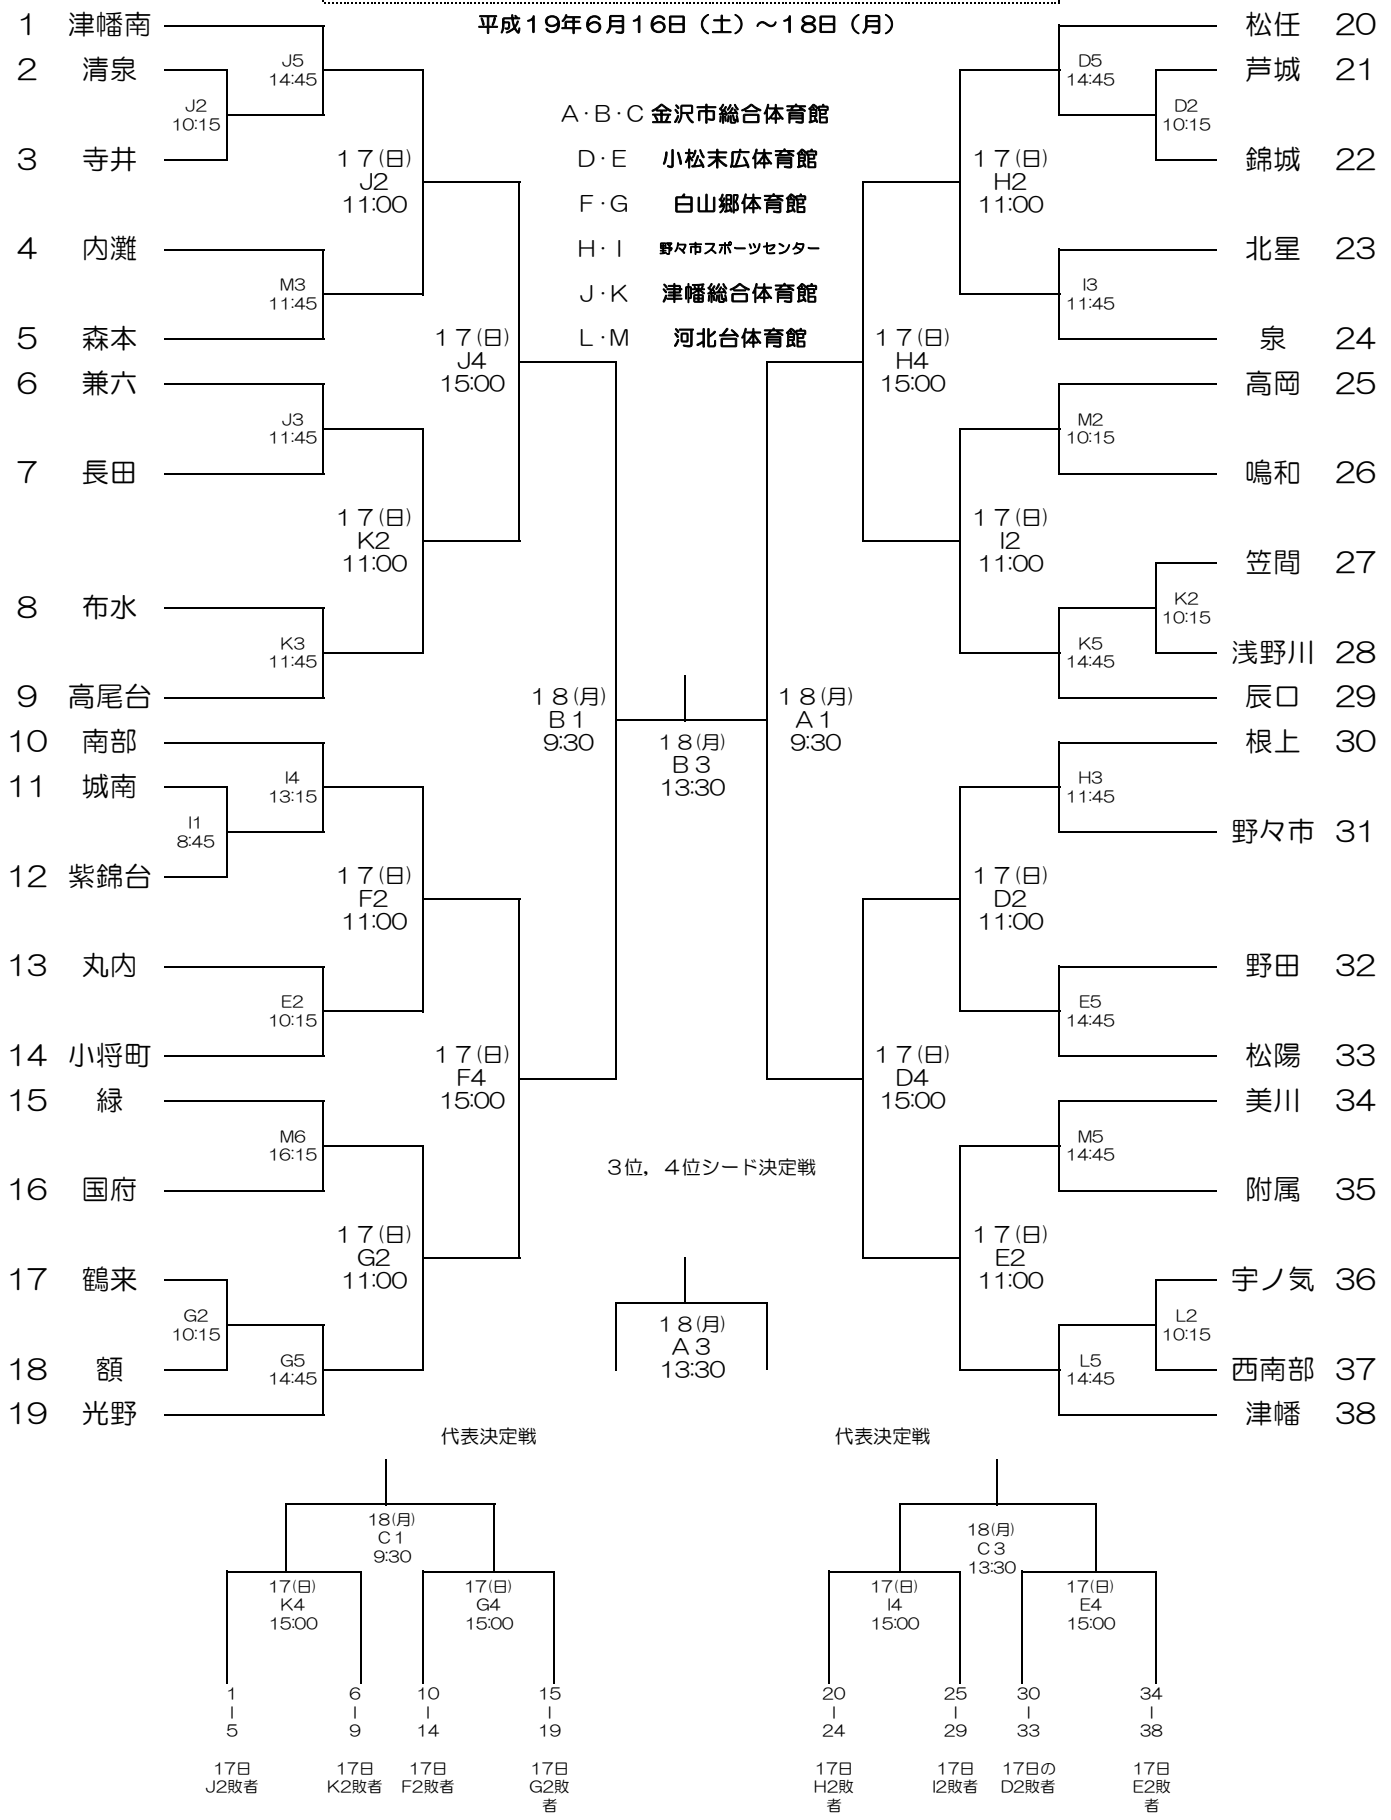 平成19年6月16日（土）～18日（月）
A・B・C 金沢市総合体育館
D・E 小松末広体育館
F・G 白山郷体育館
H・I 野々市スポーツセンター
J・K 津幡総合体育館
L・M 河北台体育館
1 津幡南
2 清泉
3 寺井
4 内灘
5 森本
6 兼六
7 長田
8 布水
9 高尾台
10 南部
11 城南
12 紫錦台
13 丸内
14 小将町
15 緑
16 国府
17 鶴来
18 額
19 光野
J2
10:15
I1
8:45
G2
10:15
J5
14:45
M3
11:45
J3
11:45
K3
11:45
I4
13:15
E2
10:15
M6
16:15
G5
14:45
17(日)
J2
11:00
17(日)
K2
11:00
17(日)
F2
11:00
17(日)
G2
11:00
17(日)
J4
15:00
17(日)
F4
15:00
18(月)
B1
9:30
18(月)
B3
13:30
18(月)
A1
9:30
17(日)
H4
15:00
17(日)
D4
15:00
17(日)
H2
11:00
17(日)
I2
11:00
17(日)
D2
11:00
17(日)
E2
11:00
D5
14:45
I3
11:45
M2
10:15
K5
14:45
H3
11:45
E5
14:45
M5
14:45
L5
14:45
D2
10:15
K2
10:15
L2
10:15
松任 20
芦城 21
錦城 22
北星 23
泉 24
高岡 25
鳴和 26
笠間 27
浅野川 28
辰口 29
根上 30
野々市 31
野田 32
松陽 33
美川 34
附属 35
宇ノ気 36
西南部 37
津幡 38
3位，4位シード決定戦
18(月)
A3
13:30
代表決定戦
18(月)
C1
9:30
17(日)
K4
15:00
17(日)
G4
15:00
1
|
5
17日
J2敗者
6
|
9
17日
K2敗者
10
|
14
17日
F2敗者
15
|
19
17日
G2敗
者
代表決定戦
18(月)
C3
13:30
17(日)
I4
15:00
17(日)
E4
15:00
20
|
24
17日
H2敗
者
25
|
29
17日
I2敗者
30
|
33
17日の
D2敗者
34
|
38
17日
E2敗
者